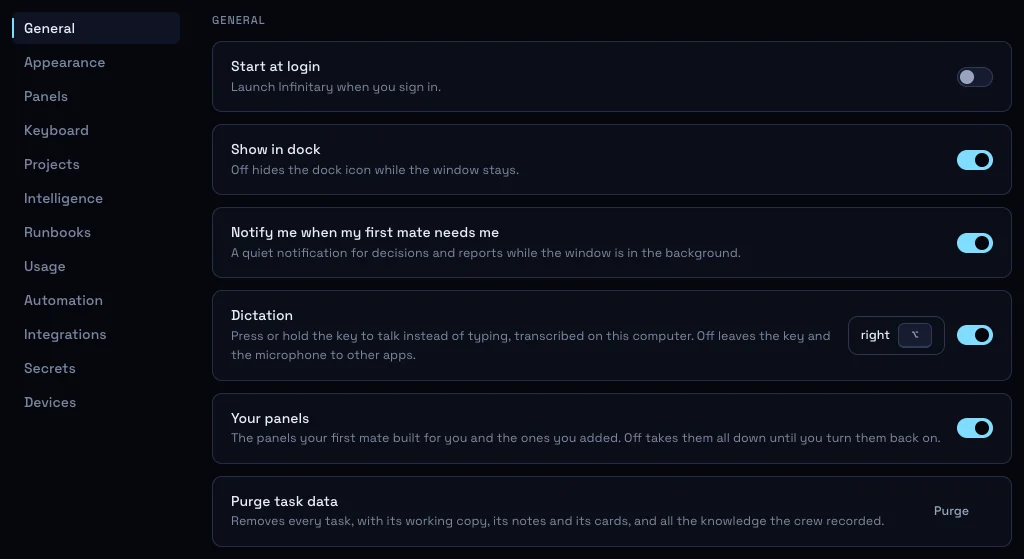 General
Appearance
Panels
Keyboard
Projects
Intelligence
Runbooks
Usage
Automation
Integrations
Secrets
Devices
GENERAL
Start at login
Launch Infinitary when you sign in.
Show in dock
Off hides the dock icon while the window stays.
Notify me when my first mate needs me
A quiet notification for decisions and reports while the window is in the background.
Dictation
Press or hold the key to talk instead of typing, transcribed on this computer. Off leaves the key and
the microphone to other apps.
right ⌥
Your panels
The panels your first mate built for you and the ones you added. Off takes them all down until you turn them back on.
Purge task data
Removes every task, with its working copy, its notes and its cards, and all the knowledge the crew recorded.
Purge